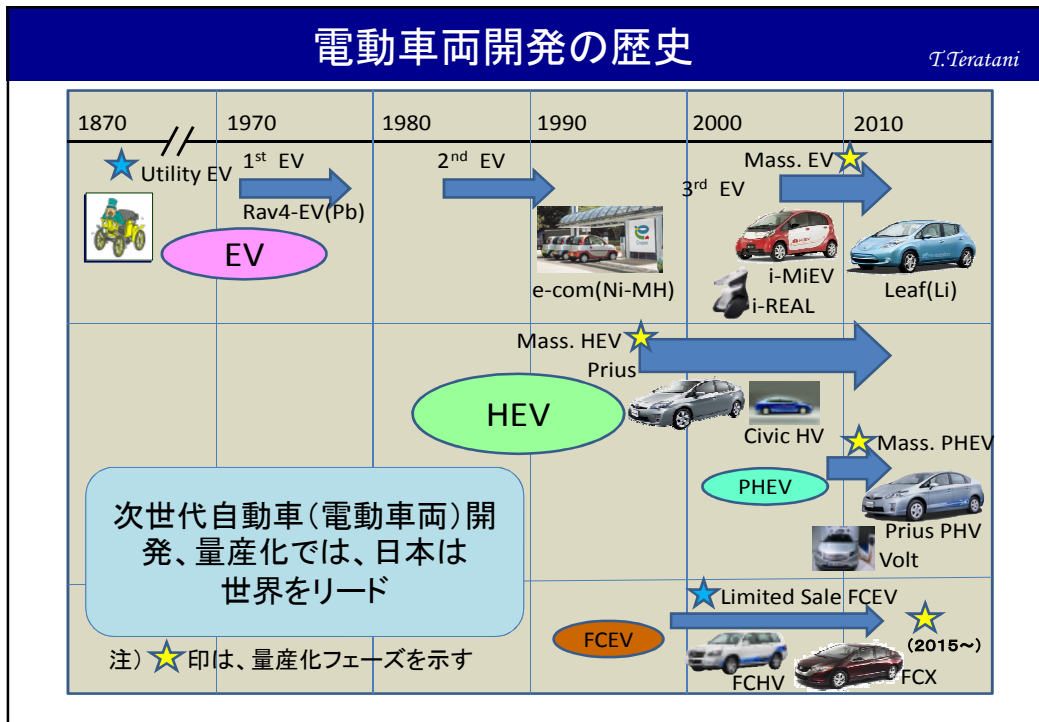 電動車両開発の歴史
T.Teratani
1870 1970 1980 1990 2000 2010
Utility EV
1st EV
2nd EV
3rd EV
Mass. EV
Rav4-EV(Pb)
EV
e-com(Ni-MH)
i-MiEV
i-REAL
Leaf(Li)
Mass. HEV
Prius
HEV
Civic HV
Mass. PHEV
PHEV
Prius PHV
Volt
次世代自動車(電動車両)開
発、量産化では、日本は
世界をリード
Limited Sale FCEV
FCEV
(2015~)
FCHV
FCX
注)☆印は、量産化フェーズを示す